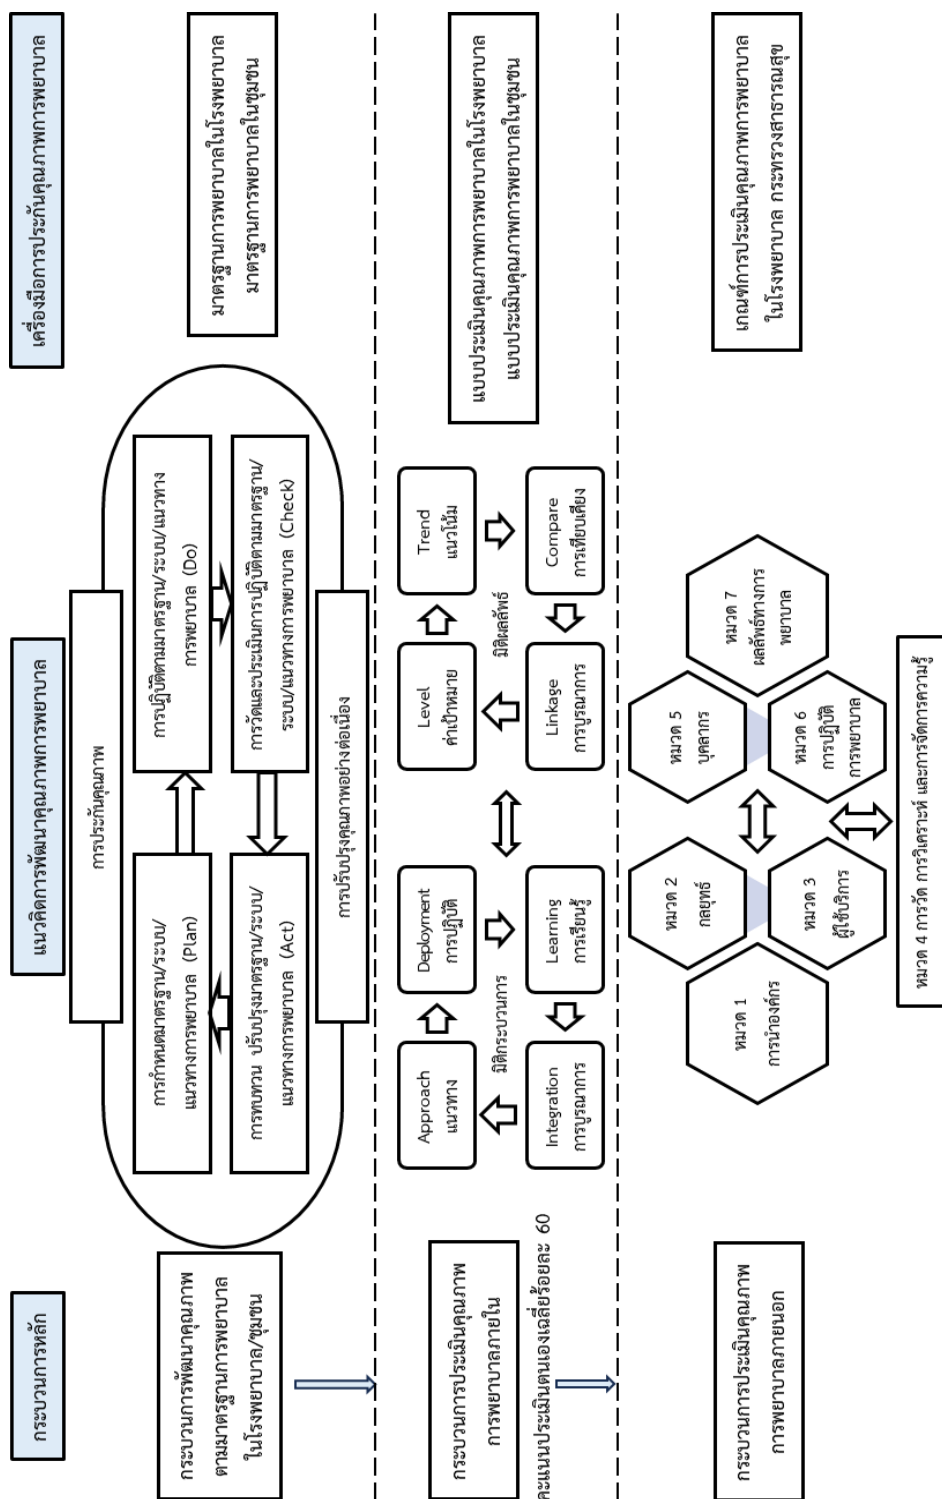 กระบวนการหลัก
แนวคิดการพัฒนาคุณภาพการพยาบาล
เครื่องมือการประกันคุณภาพการพยาบาล
กระบวนการพัฒนาคุณภาพ
ตามมาตรฐานการพยาบาล
ในโรงพยาบาล/ชุมชน
การประกันคุณภาพ
การกำหนดมาตรฐาน/ระบบ/
แนวทางการพยาบาล (Plan)
การปฏิบัติตามมาตรฐาน/ระบบ/แนวทาง
การพยาบาล (Do)
การทบทวน ปรับปรุงมาตรฐาน/ระบบ/
แนวทางการพยาบาล (Act)
การวัดและประเมินการปฏิบัติตามมาตรฐาน/
ระบบ/แนวทางการพยาบาล (Check)
การปรับปรุงคุณภาพอย่างต่อเนื่อง
มาตรฐานการพยาบาลในโรงพยาบาล
มาตรฐานการพยาบาลในชุมชน
กระบวนการประเมินคุณภาพ
การพยาบาลภายใน
คะแนนประเมินตนเองเฉลี่ยร้อยละ 60
Approach
แนวทาง
Deployment
การปฏิบัติ
มิติกระบวนการ
Integration
การบูรณาการ
Learning
การเรียนรู้
Level
ค่าเป้าหมาย
Trend
แนวโน้ม
มิติผลลัพธ์
Linkage
การบูรณาการ
Compare
การเทียบเคียง
แบบประเมินคุณภาพการพยาบาลในโรงพยาบาล
แบบประเมินคุณภาพการพยาบาลในชุมชน
กระบวนการประเมินคุณภาพ
การพยาบาลภายนอก
หมวด 1
การนำองค์กร
หมวด 2
กลยุทธ์
หมวด 3
ผู้ใช้บริการ
หมวด 5
บุคลากร
หมวด 6
การปฏิบัติ
การพยาบาล
หมวด 7
ผลลัพธ์ทางการ
พยาบาล
หมวด 4 การวัด การวิเคราะห์ และการจัดการความรู้
เกณฑ์การประเมินคุณภาพการพยาบาล
ในโรงพยาบาล กระทรวงสาธารณสุข